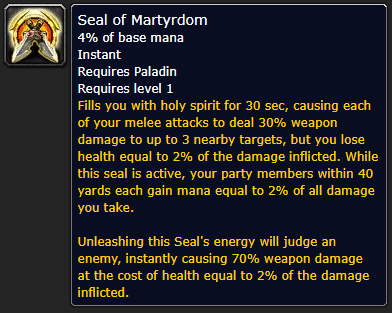 Seal of Martyrdom
4% of base mana
Instant
Requires Paladin
Requires level 1
Fills you with holy spirit for 30 sec, causing each
of your melee attacks to deal 30% weapon
damage to up to 3 nearby targets, but you lose
health equal to 2% of the damage inflicted. While
this seal is active, your party members within 40
yards each gain mana equal to 2% of all damage
you take.
Unleashing this Seal's energy will judge an
enemy, instantly causing 70% weapon damage
at the cost of health equal to 2% of the damage
inflicted.